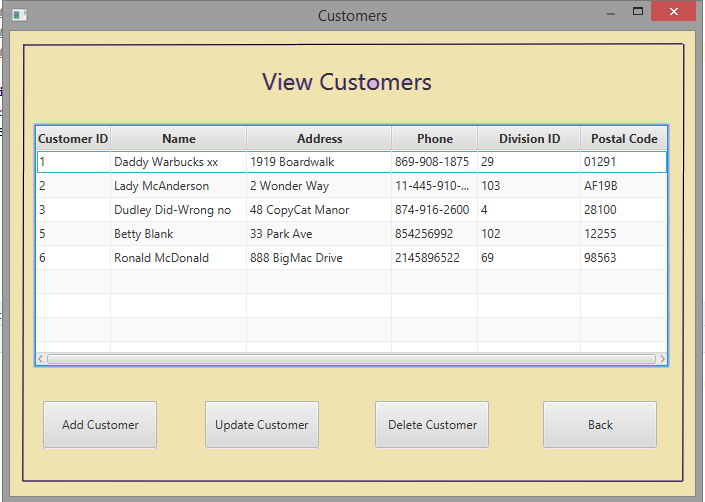 Customers
View Customers
Customer ID Name Address Phone Division ID Postal Code
1 Daddy Warbucks xx 1919 Boardwalk 869-908-1875 29 01291
2 Lady McAnderson 2 Wonder Way 11-445-910-... 103 AF19B
3 Dudley Did-Wrong no 48 CopyCat Manor 874-916-2600 4 28100
5 Betty Blank 33 Park Ave 854256992 102 12255
6 Ronald McDonald 888 BigMac Drive 2145896522 69 98563
Add Customer Update Customer Delete Customer Back